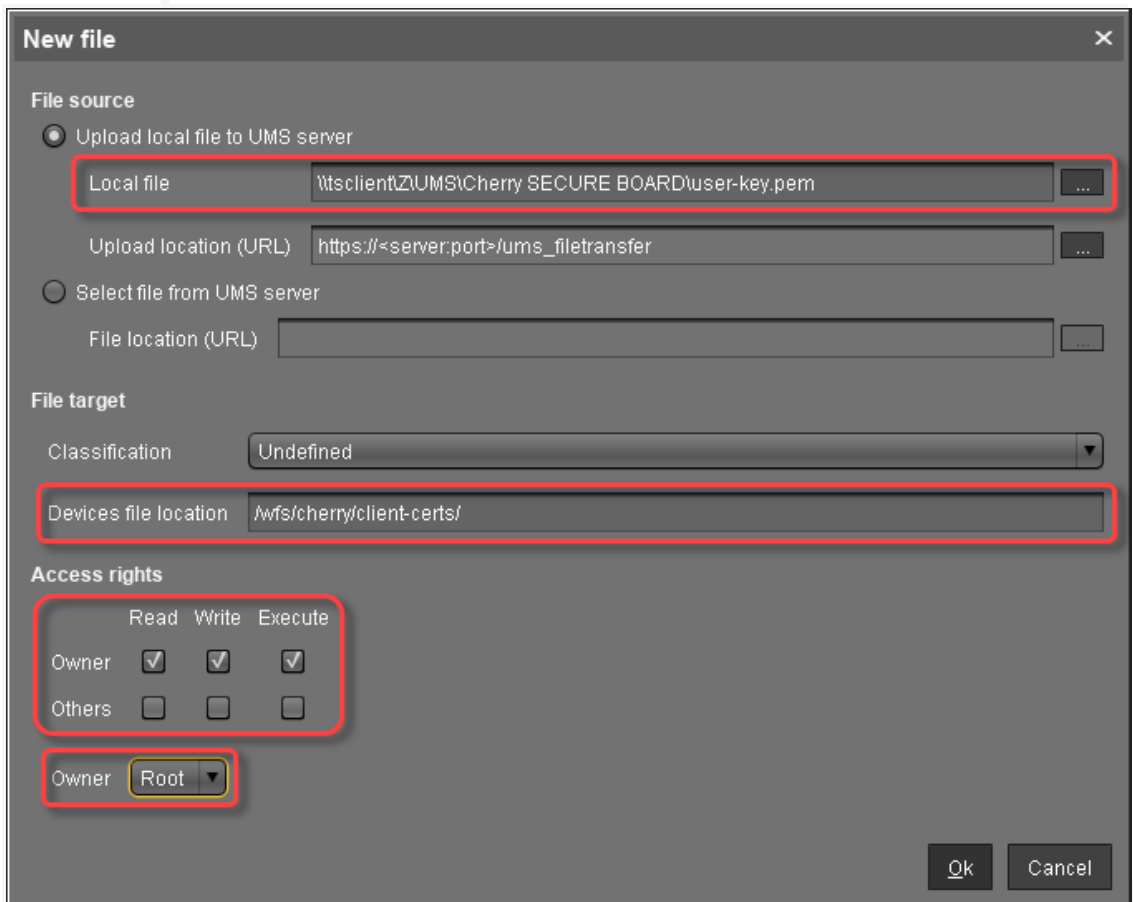 New file
File source
Upload local file to UMS server
Local file \\tsclient\Z\UMS\Cherry SECURE BOARD\user-key.pem ...
Upload location (URL) https://<server:port>/ums_filetransfer ...
Select file from UMS server
File location (URL) ...
File target
Classification Undefined
Devices file location /wfs/cherry/client-certs/
Access rights
Read Write Execute
Owner
Others
Owner Root
Ok Cancel